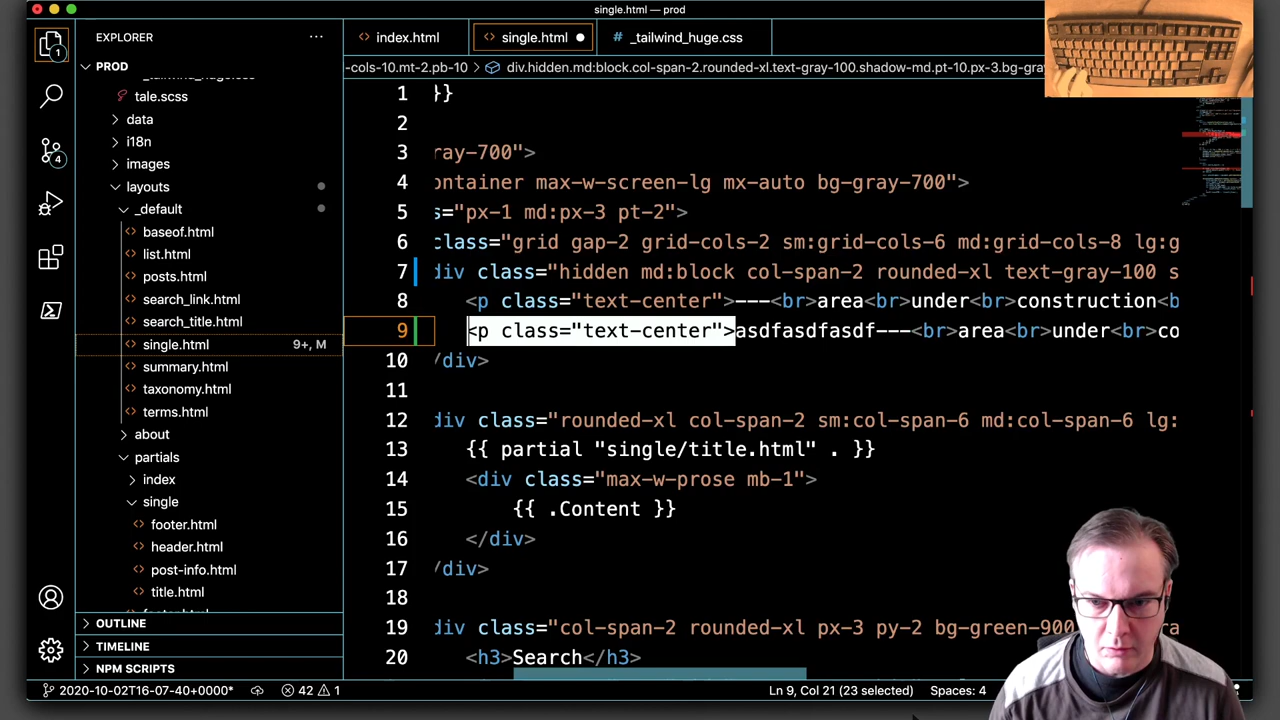 single.html — prod
EXPLORER
index.html
single.html
# _tailwind_huge.css
-cols-10.mt-2.pb-10 > div.hidden.md:block.col-span-2.rounded-xl.text-gray-100.shadow-md.pt-10.px-3.bg-gr
PROD
_tailwind_huge.css
tale.scss
data
i18n
images
layouts
_default
baseof.html
list.html
posts.html
search_link.html
search_title.html
single.html 9+, M
summary.html
taxonomy.html
terms.html
about
partials
index
single
footer.html
header.html
post-info.html
title.html
OUTLINE
TIMELINE
NPM SCRIPTS
1
4
1 }}
2
3 ray-700">
4 ontainer max-w-screen-lg mx-auto bg-gray-700">
5 s="px-1 md:px-3 pt-2">
6 class="grid gap-2 grid-cols-2 sm:grid-cols-6 md:grid-cols-8 lg:g
7 div class="hidden md:block col-span-2 rounded-xl text-gray-100 s
8 <p class="text-center">---<br>area<br>under<br>construction<b
9 <p class="text-center">asdfasdfasdf---<br>area<br>under<br>co
10 /div>
11
12 div class="rounded-xl col-span-2 sm:col-span-6 md:col-span-6 lg:
13 {{ partial "single/title.html" . }}
14 <div class="max-w-prose mb-1">
15 {{ .Content }}
16 </div>
17 /div>
18
19 div class="col-span-2 rounded-xl px-3 py-2 bg-green-900
20 <h3>Search</h3>
2020-10-02T16-07-40+0000* 42 1 Ln 9, Col 21 (23 selected) Spaces: 4